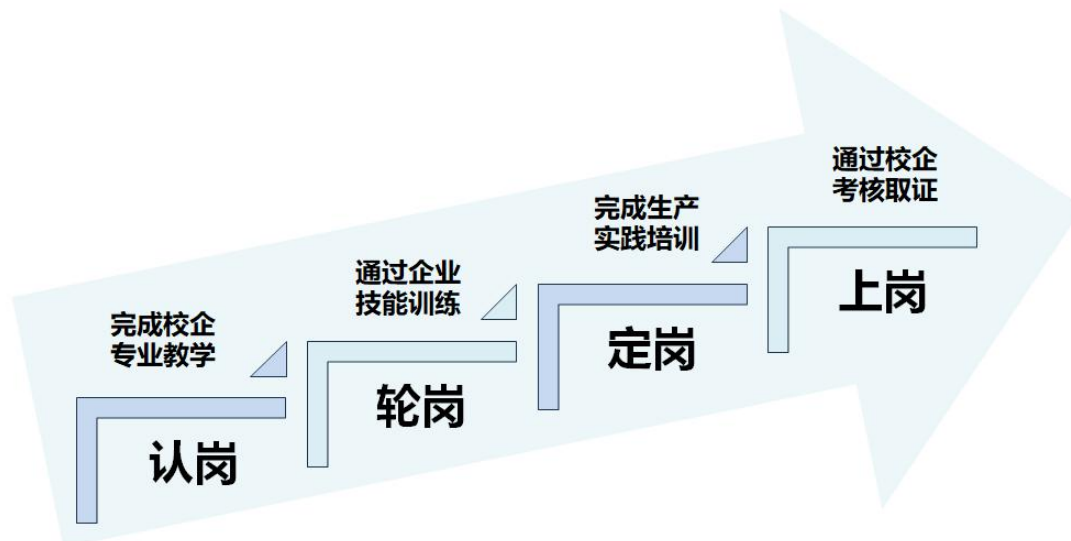 完成校企
专业教学
认岗
通过企业
技能训练
轮岗
完成生产
实践培训
定岗
通过校企
考核取证
上岗